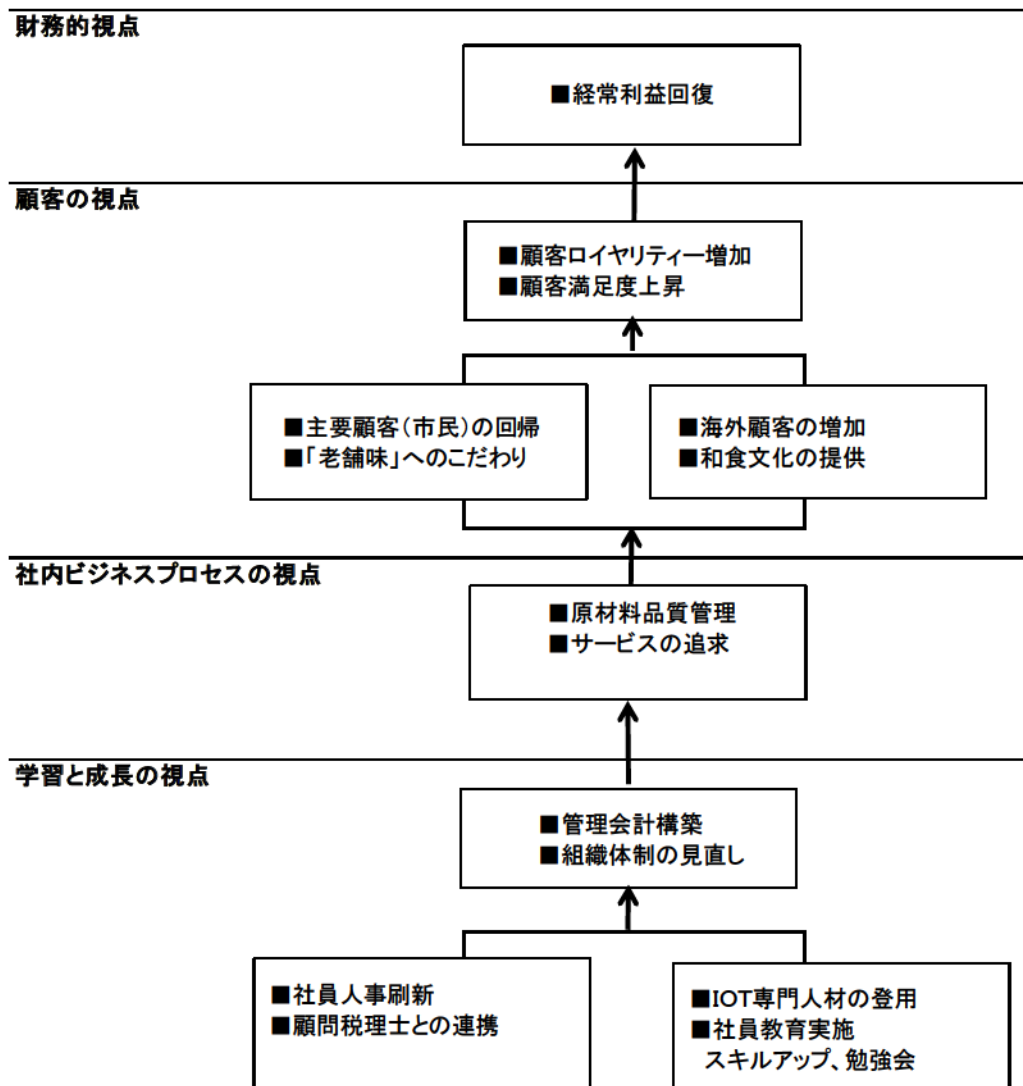 財務的視点
■経常利益回復
顧客の視点
■顧客ロイヤリティー増加
■顧客満足度上昇
■主要顧客(市民)の回帰
■「老舗味」へのこだわり
■海外顧客の増加
■和食文化の提供
社内ビジネスプロセスの視点
■原材料品質管理
■サービスの追求
学習と成長の視点
■管理会計構築
■組織体制の見直し
■社員人事刷新
■顧問税理士との連携
■IOT専門人材の登用
■社員教育実施
スキルアップ、勉強会